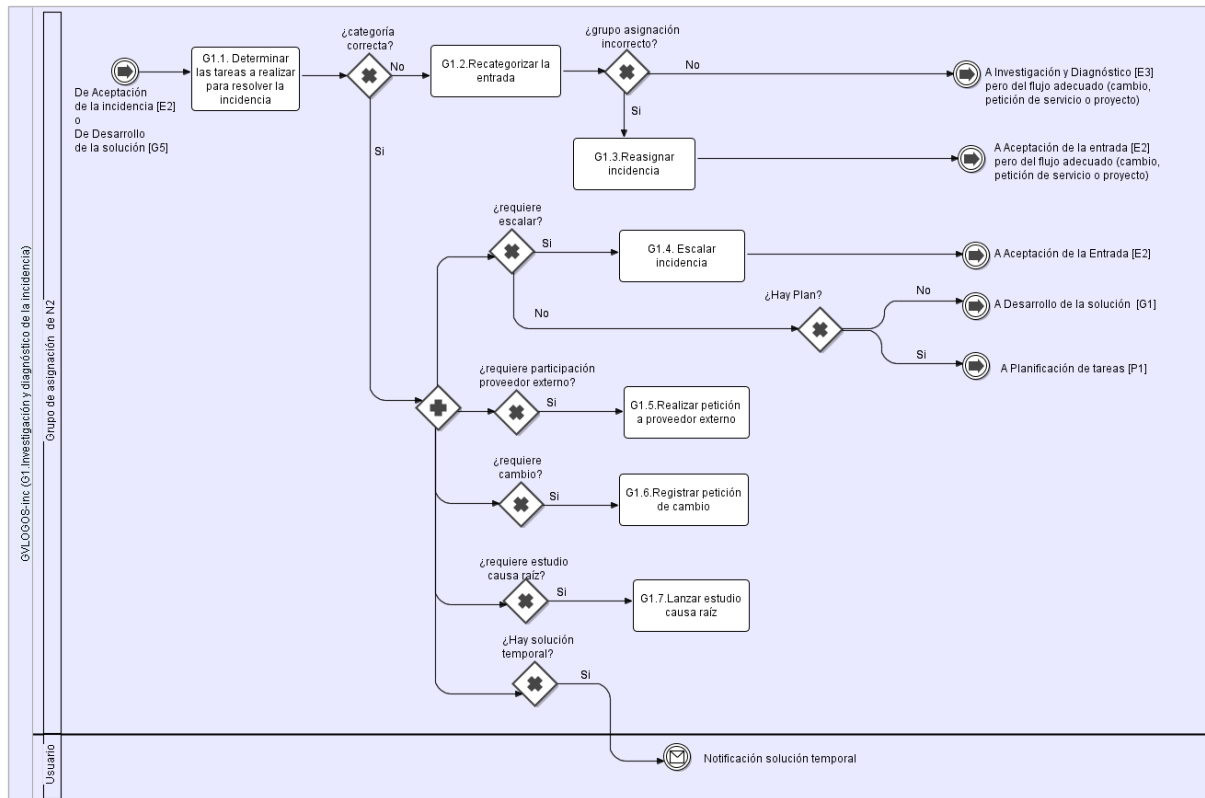 GVLOGOS-inc (G1.Investigación y diagnóstico de la incidencia)
Grupo de asignación de N2
De Aceptación
de la incidencia [E2]
o
De Desarrollo
de la solución [G5]
G1.1. Determinar
las tareas a realizar
para resolver la
incidencia
¿categoría
correcta?
No
Si
G1.2.Recategorizar la
entrada
¿grupo asignación
incorrecto?
No
Si
A Investigación y Diagnóstico [E3]
pero del flujo adecuado (cambo,
petición de servicio o proyecto)
G1.3.Reasignar
incidencia
A Aceptación de la entrada [E2]
pero del flujo adecuado (cambo,
petición de servicio o proyecto)
¿requiere
escalar?
Si
No
G1.4. Escalar
incidencia
A Aceptación de la Entrada [E2]
¿Hay Plan?
No
A Desarrollo de la solución [G1]
Si
A Planificación de tareas [P1]
¿requiere participación
proveedor externo?
Si
G1.5.Realizar petición
a proveedor externo
¿requiere
cambio?
Si
G1.6.Registrar petición
de cambio
¿requiere estudio
causa raíz?
Si
G1.7.Lanzar estudio
causa raíz
¿Hay solución
temporal?
Si
Usuario
Notificación solución temporal